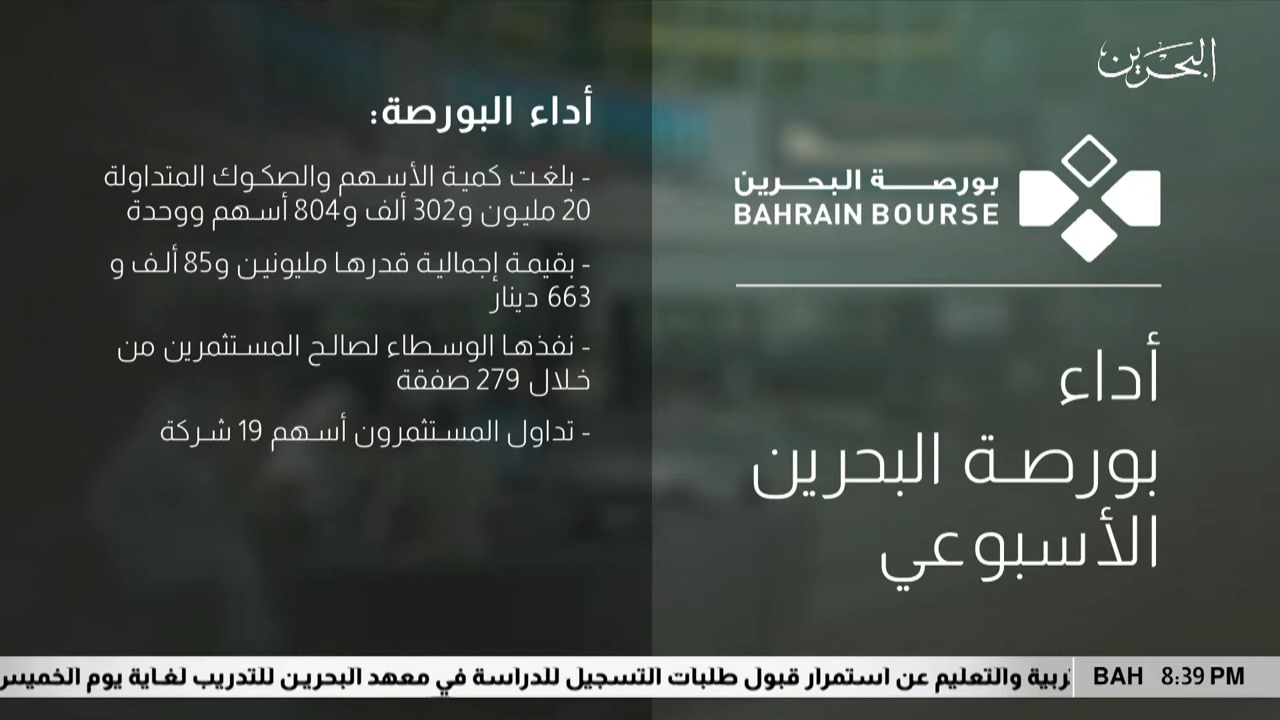 البحرين
بورصة البحرين
BAHRAIN BOURSE
أداء
بورصة البحرين
الأسبوعي
أداء البورصة:
- بلغت كمية الأسهم والصكوك المتداولة
20 مليون و302 ألف و804 أسهم ووحدة
- بقيمة إجمالية قدرها مليونين و85 ألف و
663 دينار
- نفذها الوسطاء لصالح المستثمرين من
خلال 279 صفقة
- تداول المستثمرون أسهم 19 شركة
BAH 8:39 PM
ربية والتعليم عن استمرار قبول طلبات التسجيل للدراسة في معهد البحرين للتدريب لغاية يوم الخميس